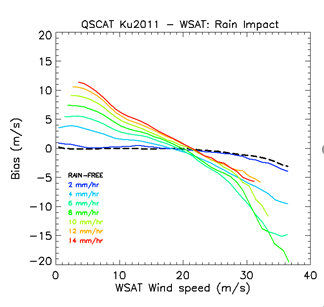 QSCAT Ku2011 - WSAT: Rain Impact
20
15
10
5
0
-5
-10
-15
-20
Bias (m/s)
RAIN-FREE
2 mm/hr
4 mm/hr
6 mm/hr
8 mm/hr
10 mm/hr
12 mm/hr
14 mm/hr
0 10 20 30 40
WSAT Wind speed (m/s)